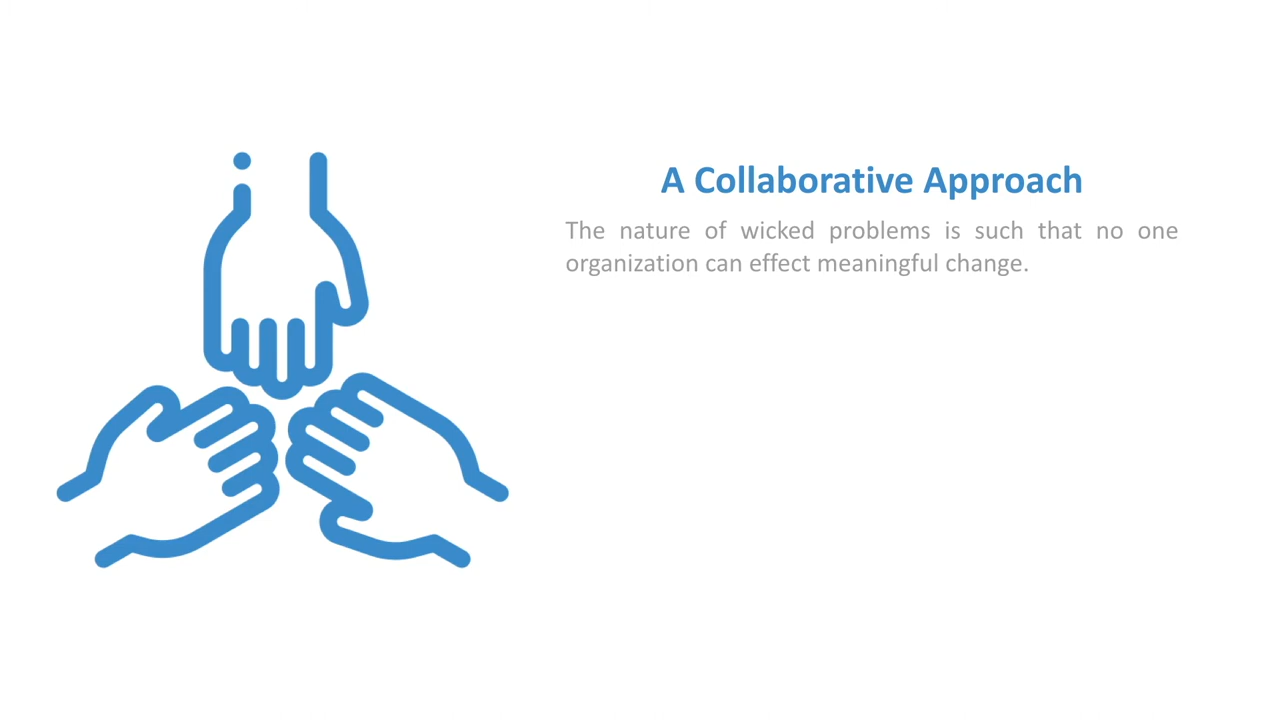 A Collaborative Approach
The nature of wicked problems is such that no one
organization can effect meaningful change.